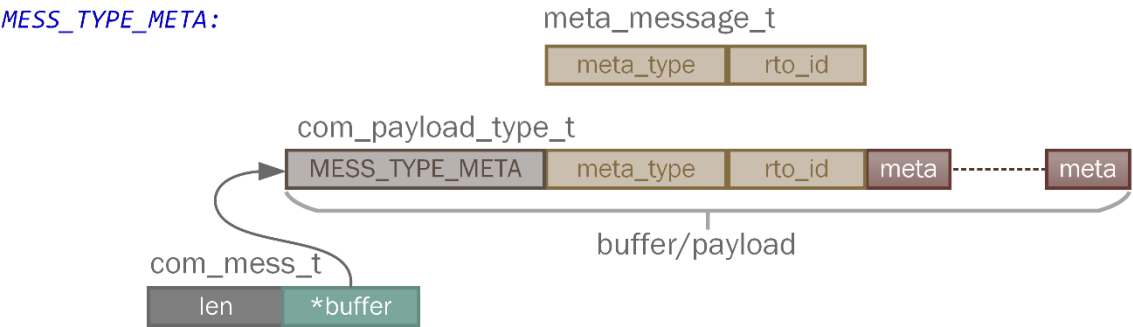 MESS_TYPE_META:
meta_message_t
meta_type rto_id
com_payload_type_t
MESS_TYPE_META meta_type rto_id meta meta
buffer/payload
com_mess_t
len *buffer